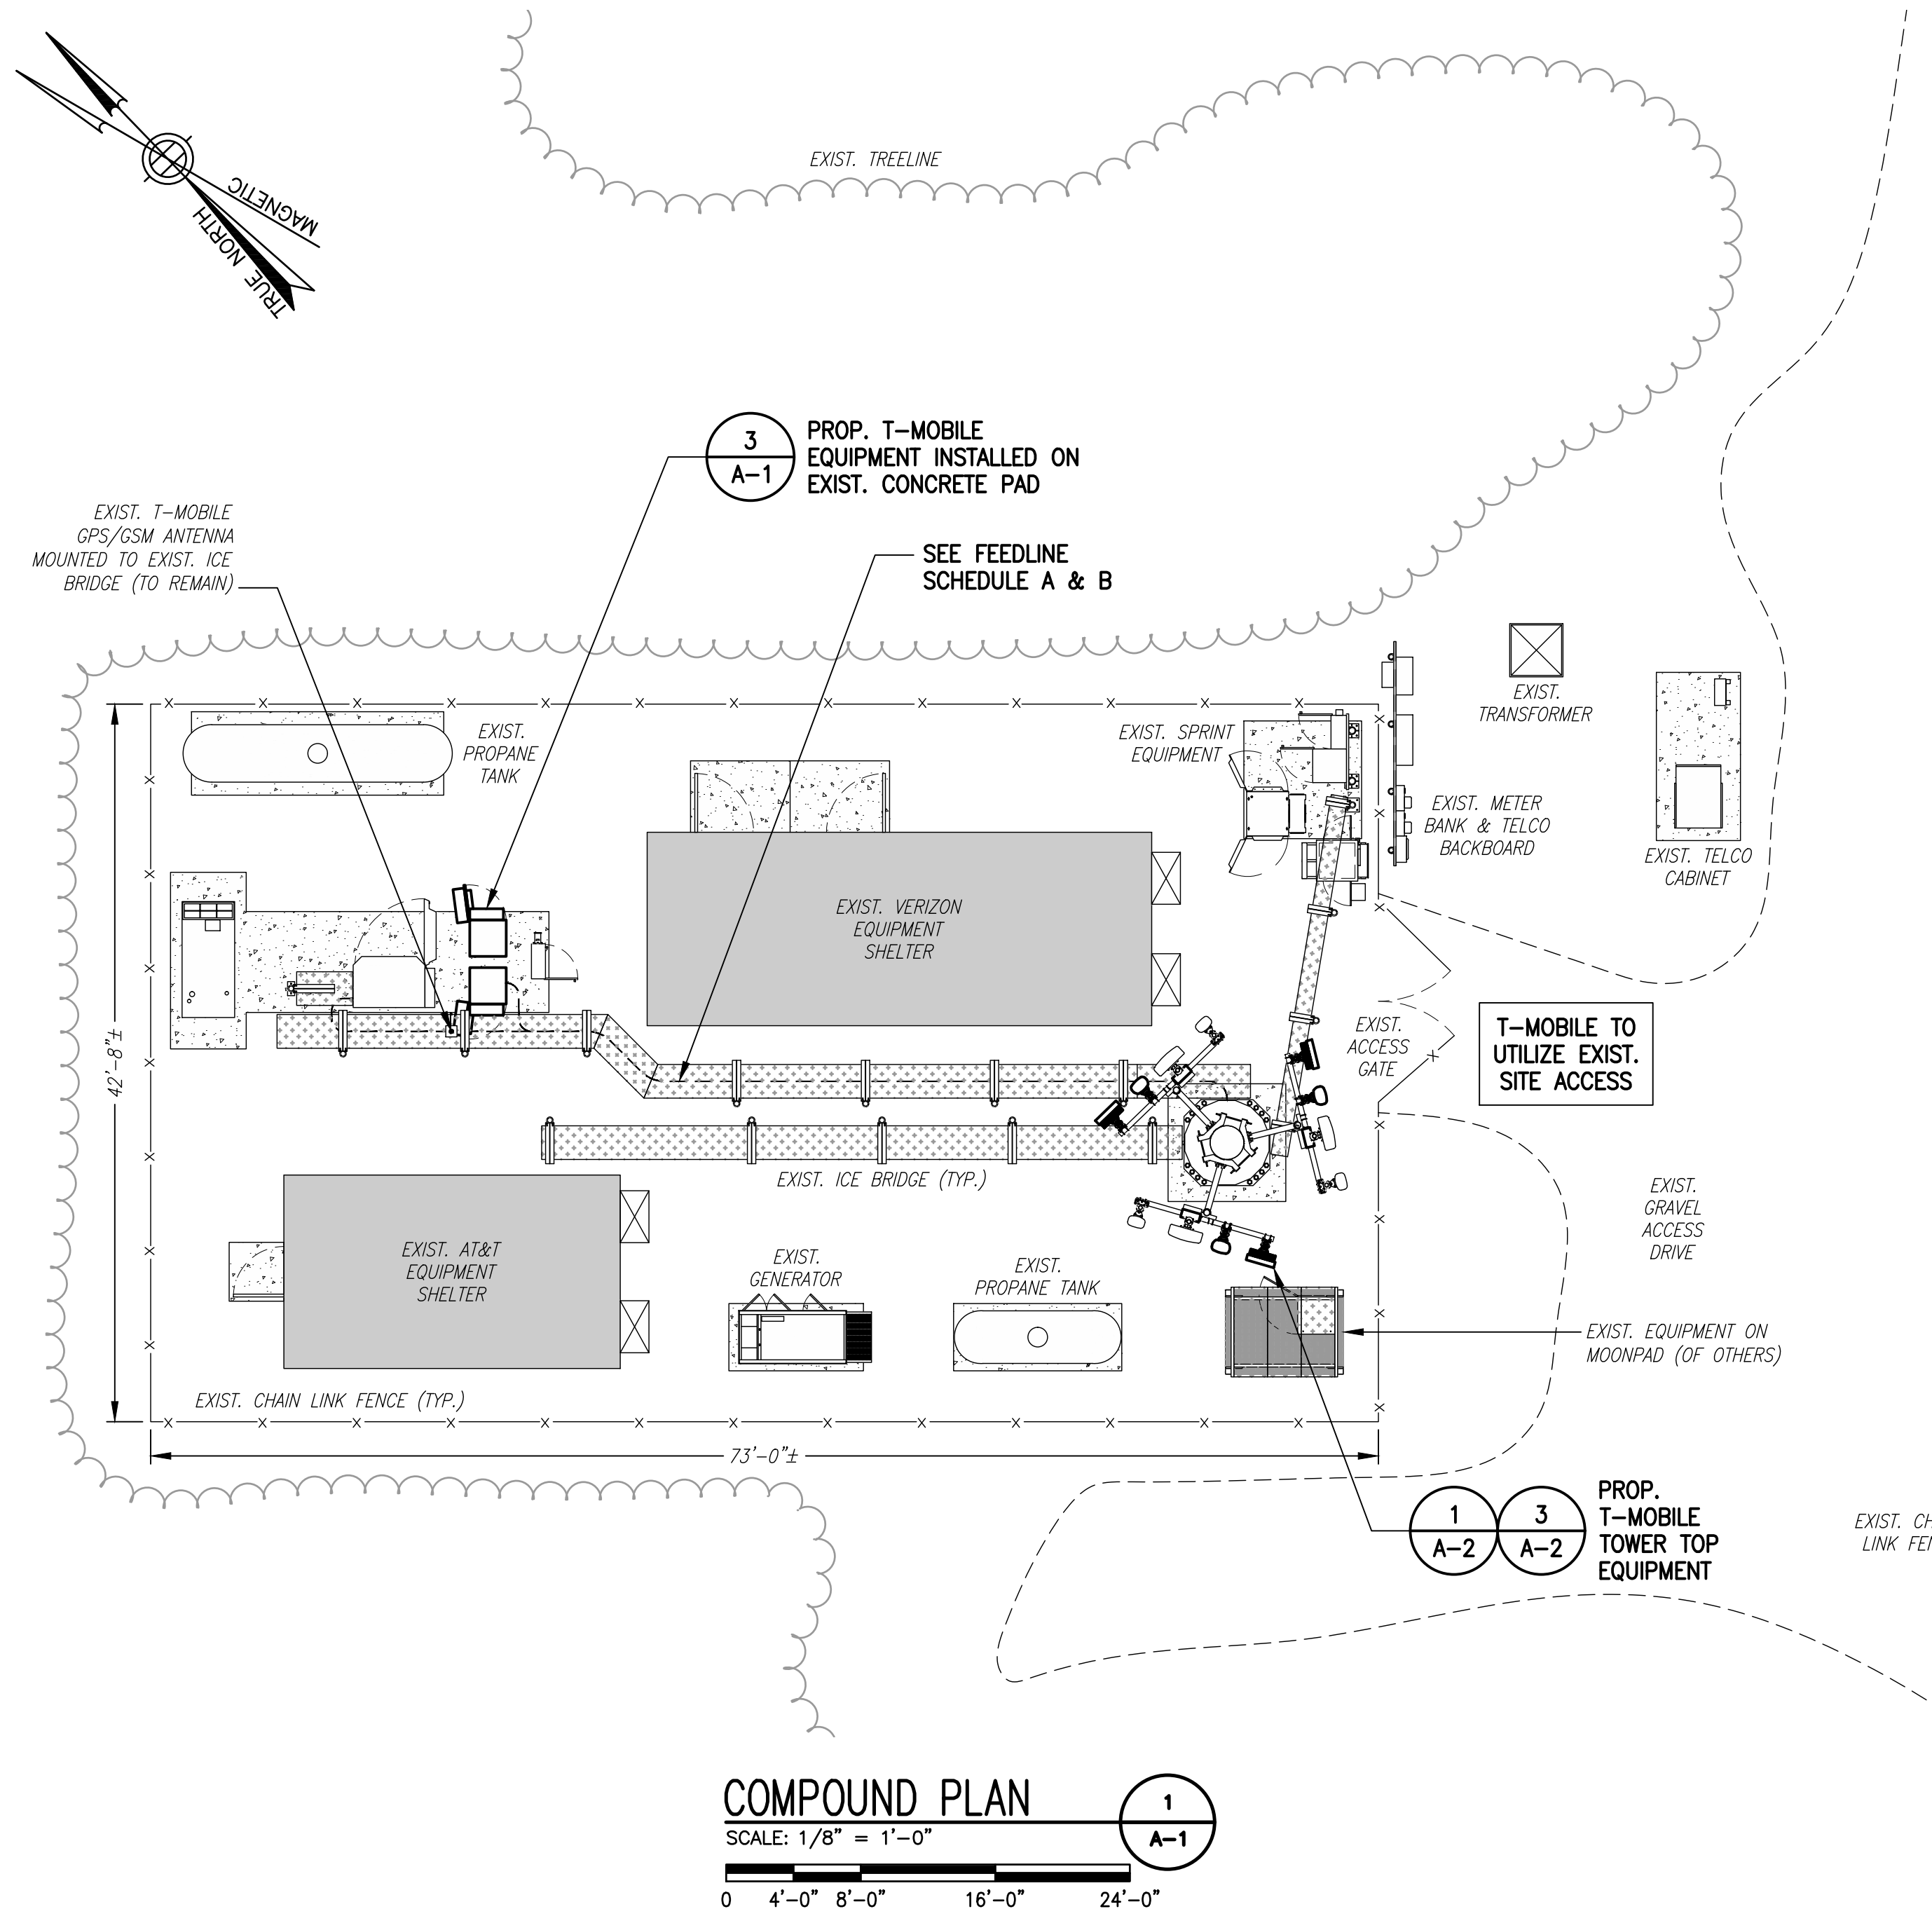 EXIST. TREELINE
MAGNETIC
TRUE NORTH
3
A-1
PROP. T-MOBILE
EQUIPMENT INSTALLED ON
EXIST. CONCRETE PAD
EXIST. T-MOBILE
GPS/GSM ANTENNA
MOUNTED TO EXIST. ICE
BRIDGE (TO REMAIN)
SEE FEEDLINE
SCHEDULE A & B
EXIST.
TRANSFORMER
EXIST.
PROPANE
TANK
EXIST. SPRINT
EQUIPMENT
EXIST. METER
BANK & TELCO
BACKBOARD
EXIST. TELCO
CABINET
EXIST. VERIZON
EQUIPMENT
SHELTER
42'-8"±
EXIST.
ACCESS
GATE
T-MOBILE TO
UTILIZE EXIST.
SITE ACCESS
EXIST. ICE BRIDGE (TYP.)
EXIST.
GRAVEL
ACCESS
DRIVE
EXIST. AT&T
EQUIPMENT
SHELTER
EXIST.
GENERATOR
EXIST.
PROPANE TANK
EXIST. EQUIPMENT ON
MOONPAD (OF OTHERS)
EXIST. CHAIN LINK FENCE (TYP.)
73'-0"±
1
A-2
3
A-2
PROP.
T-MOBILE
TOWER TOP
EQUIPMENT
EXIST.
LINK
COMPOUND PLAN
SCALE: 1/8" = 1'-0"
1
A-1
0 4'-0" 8'-0" 16'-0" 24'-0"